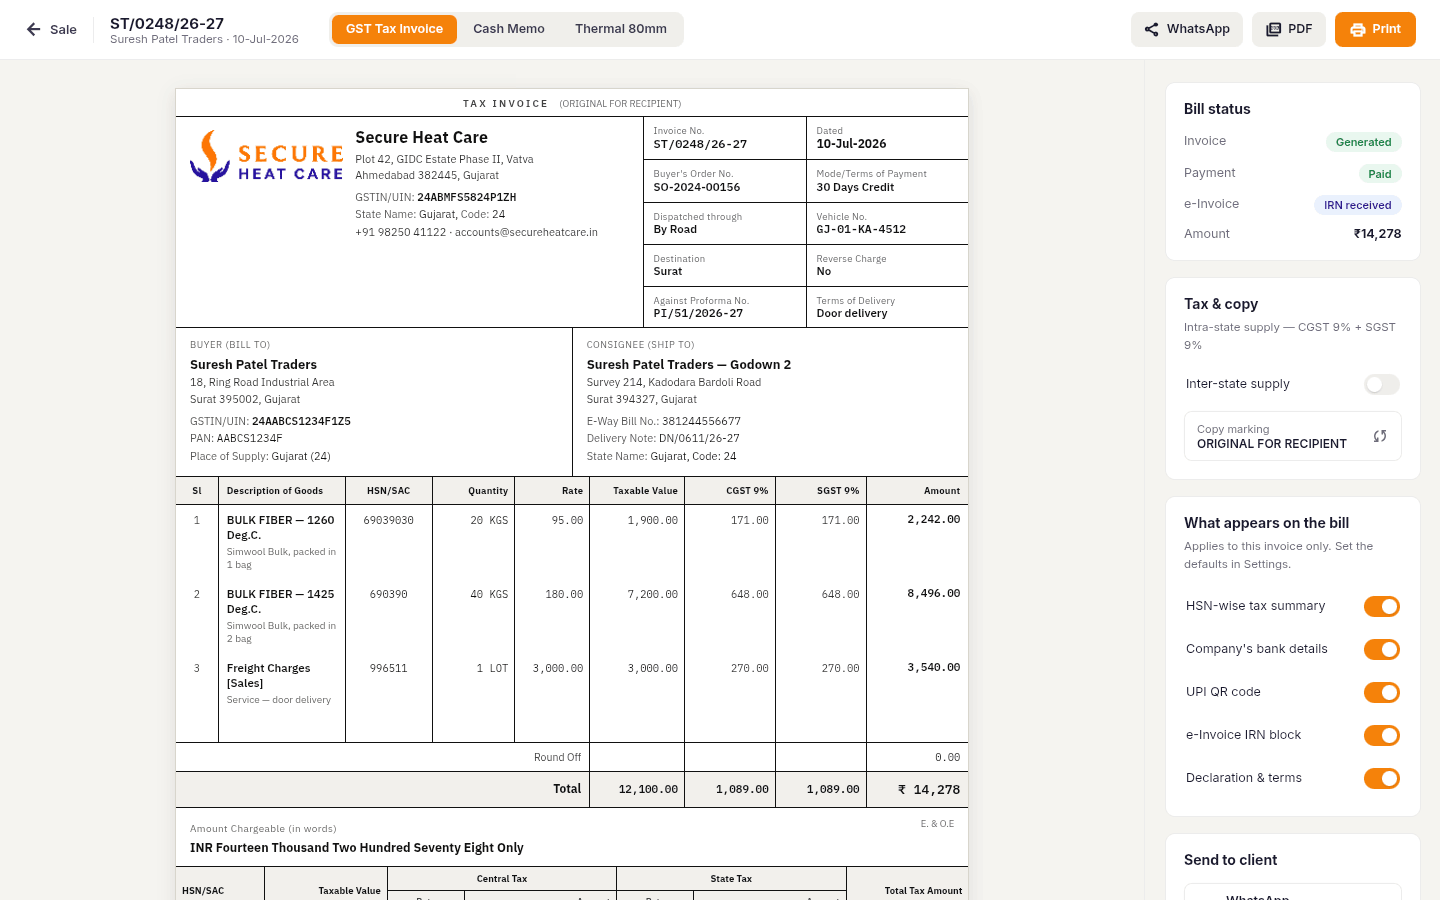 Sale
ST/0248/26-27
Suresh Patel Traders · 10-Jul-2026
GST Tax Invoice
Cash Memo
Thermal 80mm
WhatsApp
PDF
Print
TAX INVOICE (ORIGINAL FOR RECIPIENT)
SECURE
HEAT CARE
Secure Heat Care
Plot 42, GIDC Estate Phase II, Vatva
Ahmedabad 382445, Gujarat
GSTIN/UIN: 24ABMFS5824P1ZH
State Name: Gujarat, Code: 24
+91 98250 41122 · accounts@secureheatcare.in
Invoice No.
ST/0248/26-27
Dated
10-Jul-2026
Buyer's Order No.
SO-2024-00156
Mode/Terms of Payment
30 Days Credit
Dispatched through
By Road
Vehicle No.
GJ-01-KA-4512
Destination
Surat
Reverse Charge
No
Against Proforma No.
PI/51/2026-27
Terms of Delivery
Door delivery
BUYER (BILL TO)
Suresh Patel Traders
18, Ring Road Industrial Area
Surat 395002, Gujarat
GSTIN/UIN: 24AABCS1234F1Z5
PAN: AABCS1234F
Place of Supply: Gujarat (24)
CONSIGNEE (SHIP TO)
Suresh Patel Traders — Godown 2
Survey 214, Kadodara Bardoli Road
Surat 394327, Gujarat
E-Way Bill No.: 381244556677
Delivery Note: DN/0611/26-27
State Name: Gujarat, Code: 24
Sl Description of Goods HSN/SAC Quantity Rate Taxable Value CGST 9% SGST 9% Amount
1 BULK FIBER — 1260 69039030 20 KGS 95.00 1,900.00 171.00 171.00 2,242.00
Deg.C.
Simwool Bulk, packed in
1 bag
2 BULK FIBER — 1425 690390 40 KGS 180.00 7,200.00 648.00 648.00 8,496.00
Deg.C.
Simwool Bulk, packed in
2 bag
3 Freight Charges 996511 1 LOT 3,000.00 3,000.00 270.00 270.00 3,540.00
[Sales]
Service — door delivery
Round Off 0.00
Total 12,100.00 1,089.00 1,089.00 ₹ 14,278
Amount Chargeable (in words)
E. & O.E
INR Fourteen Thousand Two Hundred Seventy Eight Only
HSN/SAC Taxable Value Central Tax State Tax Total Tax Amount
Bill status
Invoice Generated
Payment Paid
e-Invoice IRN received
Amount ₹14,278
Tax & copy
Intra-state supply — CGST 9% + SGST
9%
Inter-state supply
Copy marking
ORIGINAL FOR RECIPIENT
What appears on the bill
Applies to this invoice only. Set the
defaults in Settings.
HSN-wise tax summary
Company's bank details
UPI QR code
e-Invoice IRN block
Declaration & terms
Send to client
WhatsApp